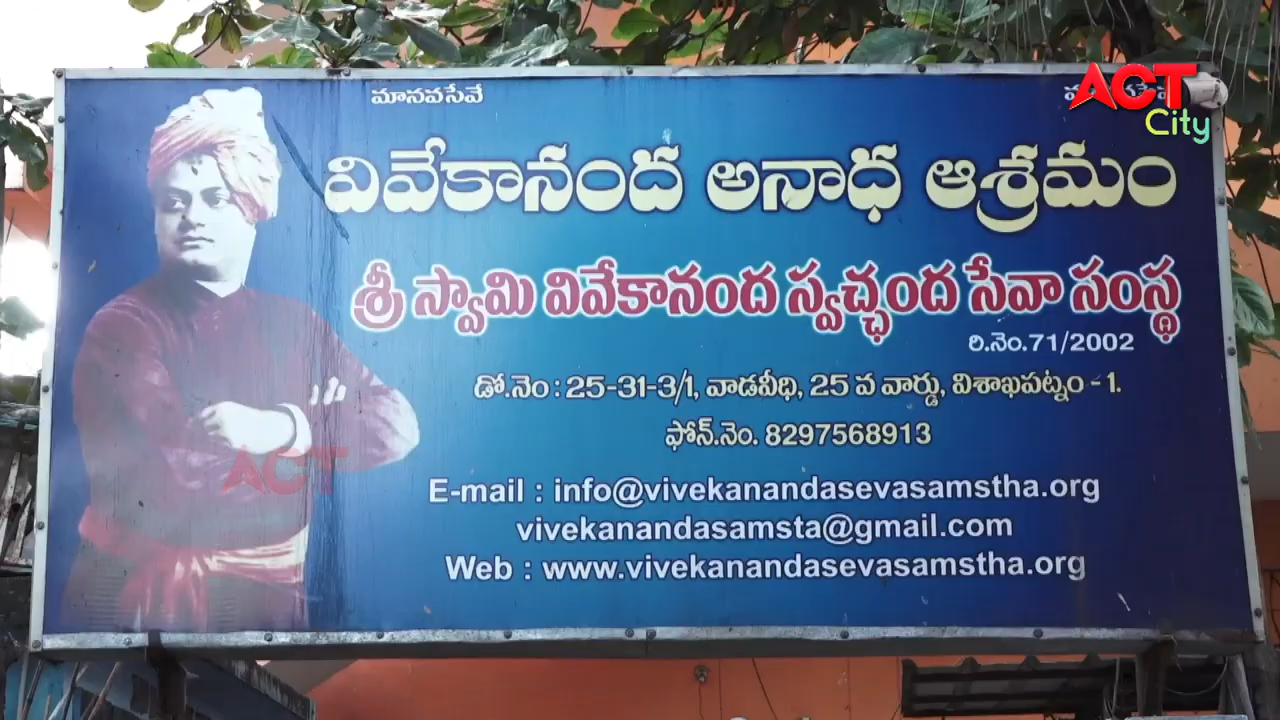 మానవసేవే
ACT
City
వివేకానంద అనాధ ఆశ్రమం
శ్రీ స్వామి వివేకానంద స్వచ్ఛంద సేవా సంస్థ
రి.నెం.71/2002
డో.నెం : 25-31-3/1, వాడవీధి, 25 వ వార్డు, విశాఖపట్నం - 1.
ఫోన్.నెం. 8297568913
ACT
E-mail : info@vivekanandasevasamstha.org
vivekanandasamsta@gmail.com
Web : www.vivekanandasevasamstha.org